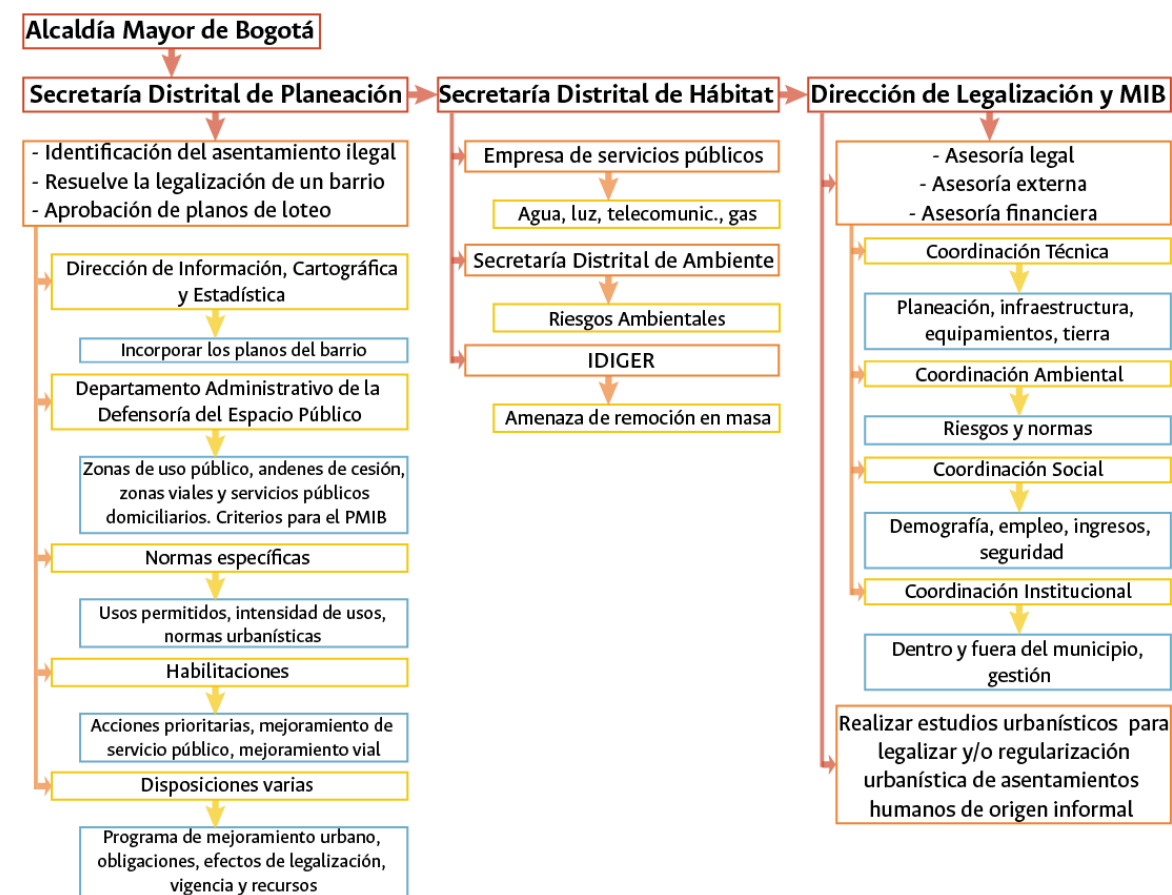 Alcaldía Mayor de Bogotá
Secretaría Distrital de Planeación
- Identificación del asentamiento ilegal
- Resuelve la legalización de un barrio
- Aprobación de planos de loteo
Dirección de Información, Cartográfica
y Estadística
Incorporar los planos del barrio
Departamento Administrativo de la
Defensoría del Espacio Público
Zonas de uso público, andenes de cesión,
zonas viales y servicios públicos
domiciliarios. Criterios para el PMIB
Normas específicas
Usos permitidos, intensidad de usos,
normas urbanísticas
Habilitaciones
Acciones prioritarias, mejoramiento de
servicio público, mejoramiento vial
Disposiciones varias
Programa de mejoramiento urbano,
obligaciones, efectos de legalización,
vigencia y recursos
Secretaría Distrital de Hábitat
Empresa de servicios públicos
Agua, luz, telecomunic., gas
Secretaría Distrital de Ambiente
Riesgos Ambientales
IDIGER
Amenaza de remoción en masa
Dirección de Legalización y MIB
- Asesoría legal
- Asesoría externa
- Asesoría financiera
Coordinación Técnica
Planeación, infraestructura,
equipamientos, tierra
Coordinación Ambiental
Riesgos y normas
Coordinación Social
Demografía, empleo, ingresos,
seguridad
Coordinación Institucional
Dentro y fuera del municipio,
gestión
Realizar estudios urbanísticos para
legalizar y/o regularización
urbanística de asentamientos
humanos de origen informal